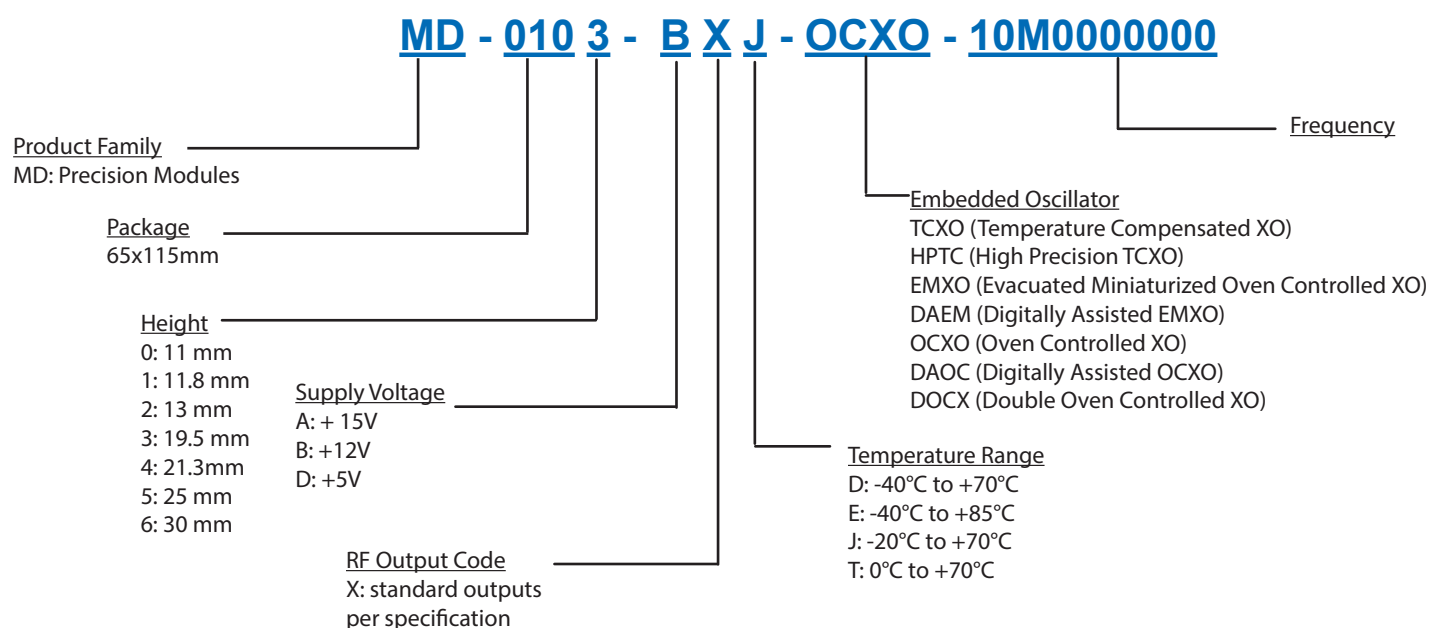 MD - 010 3 - B X J - OCXO - 10M0000000
Product Family
MD: Precision Modules
Package
65x115mm
Height
0: 11 mm
1: 11.8 mm
2: 13 mm
3: 19.5 mm
4: 21.3mm
5: 25 mm
6: 30 mm
Supply Voltage
A: + 15V
B: +12V
D: +5V
RF Output Code
X: standard outputs
per specification
Temperature Range
D: -40°C to +70°C
E: -40°C to +85°C
J: -20°C to +70°C
T: 0°C to +70°C
Embedded Oscillator
TCXO (Temperature Compensated XO)
HPTC (High Precision TCXO)
EMXO (Evacuated Miniaturized Oven Controlled XO)
DAEM (Digitally Assisted EMXO)
OCXO (Oven Controlled XO)
DAOC (Digitally Assisted OCXO)
DOCX (Double Oven Controlled XO)
Frequency